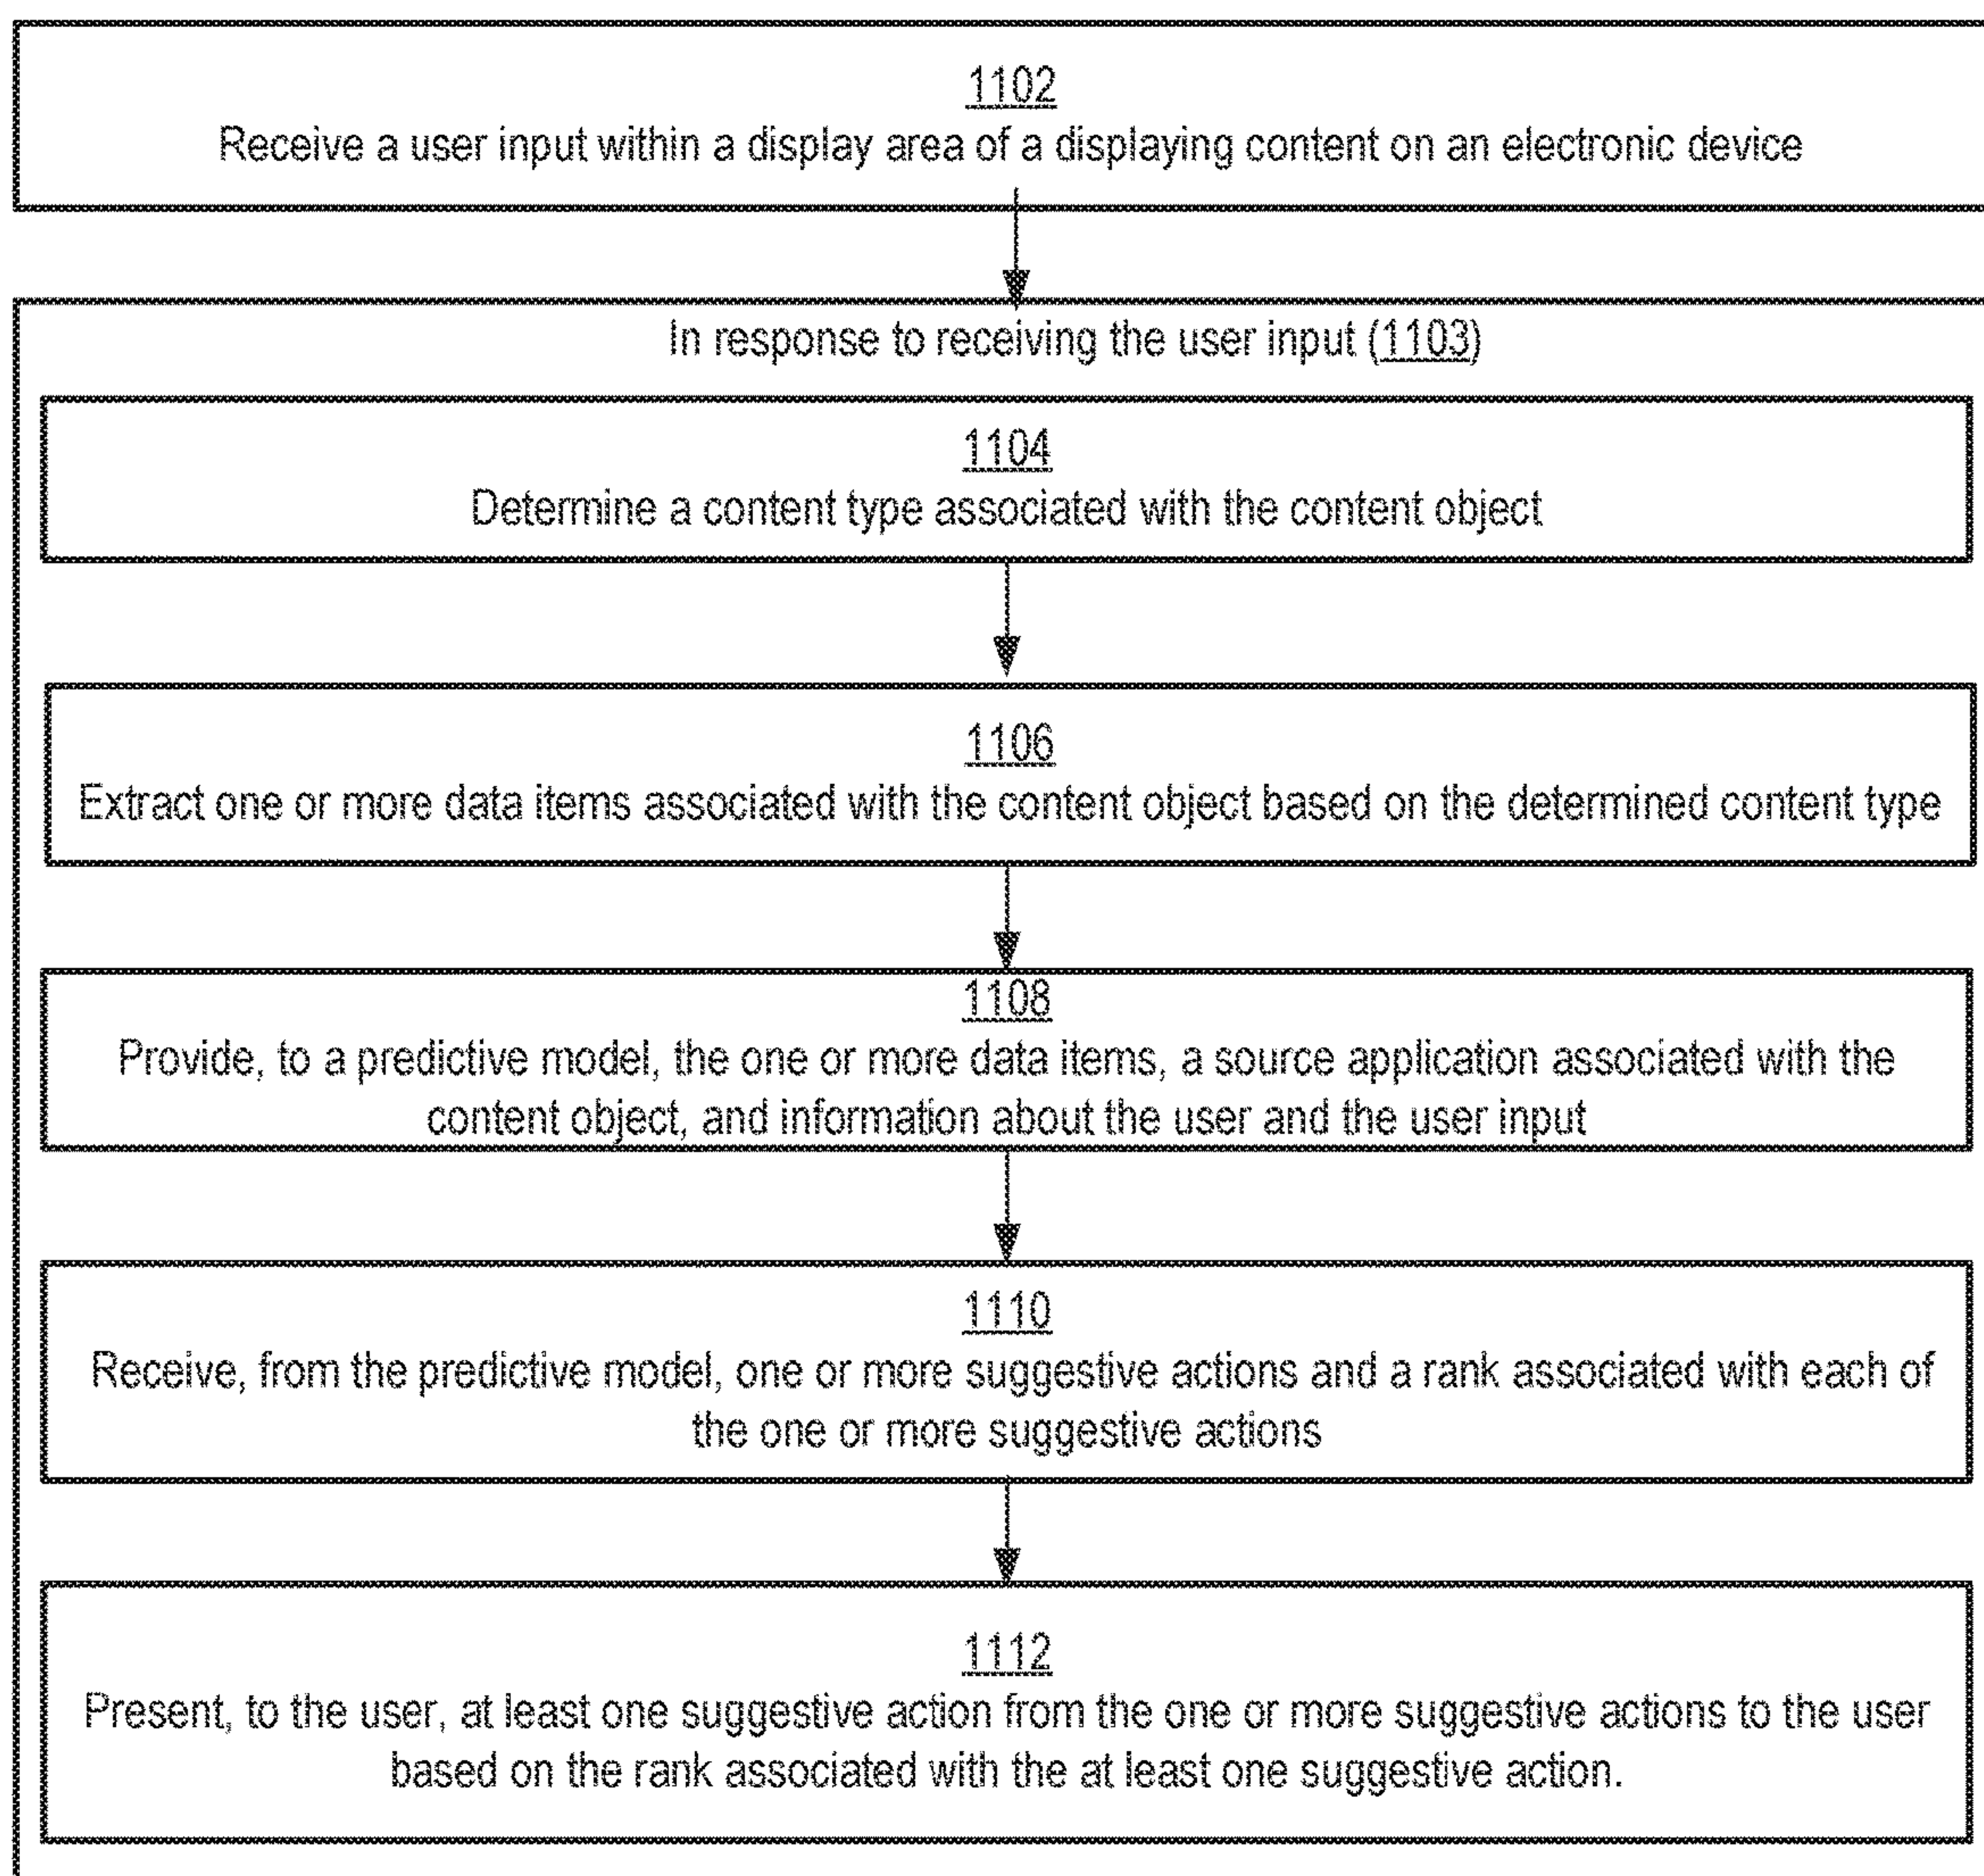 1102
Receive a user input within a display area of a displaying content on an electronic device
In response to receiving the user input (1103)
1104
Determine a content type associated with the content object
1106
Extract one or more data items associated with the content object based on the determined content type
1108
Provide, to a predictive model, the one or more data items, a source application associated with the
content object, and information about the user and the user input
1110
Receive, from the predictive model, one or more suggestive actions and a rank associated with each of
the one or more suggestive actions
1112
Present, to the user, at least one suggestive action from the one or more suggestive actions to the user
based on the rank associated with the at least one suggestive action.